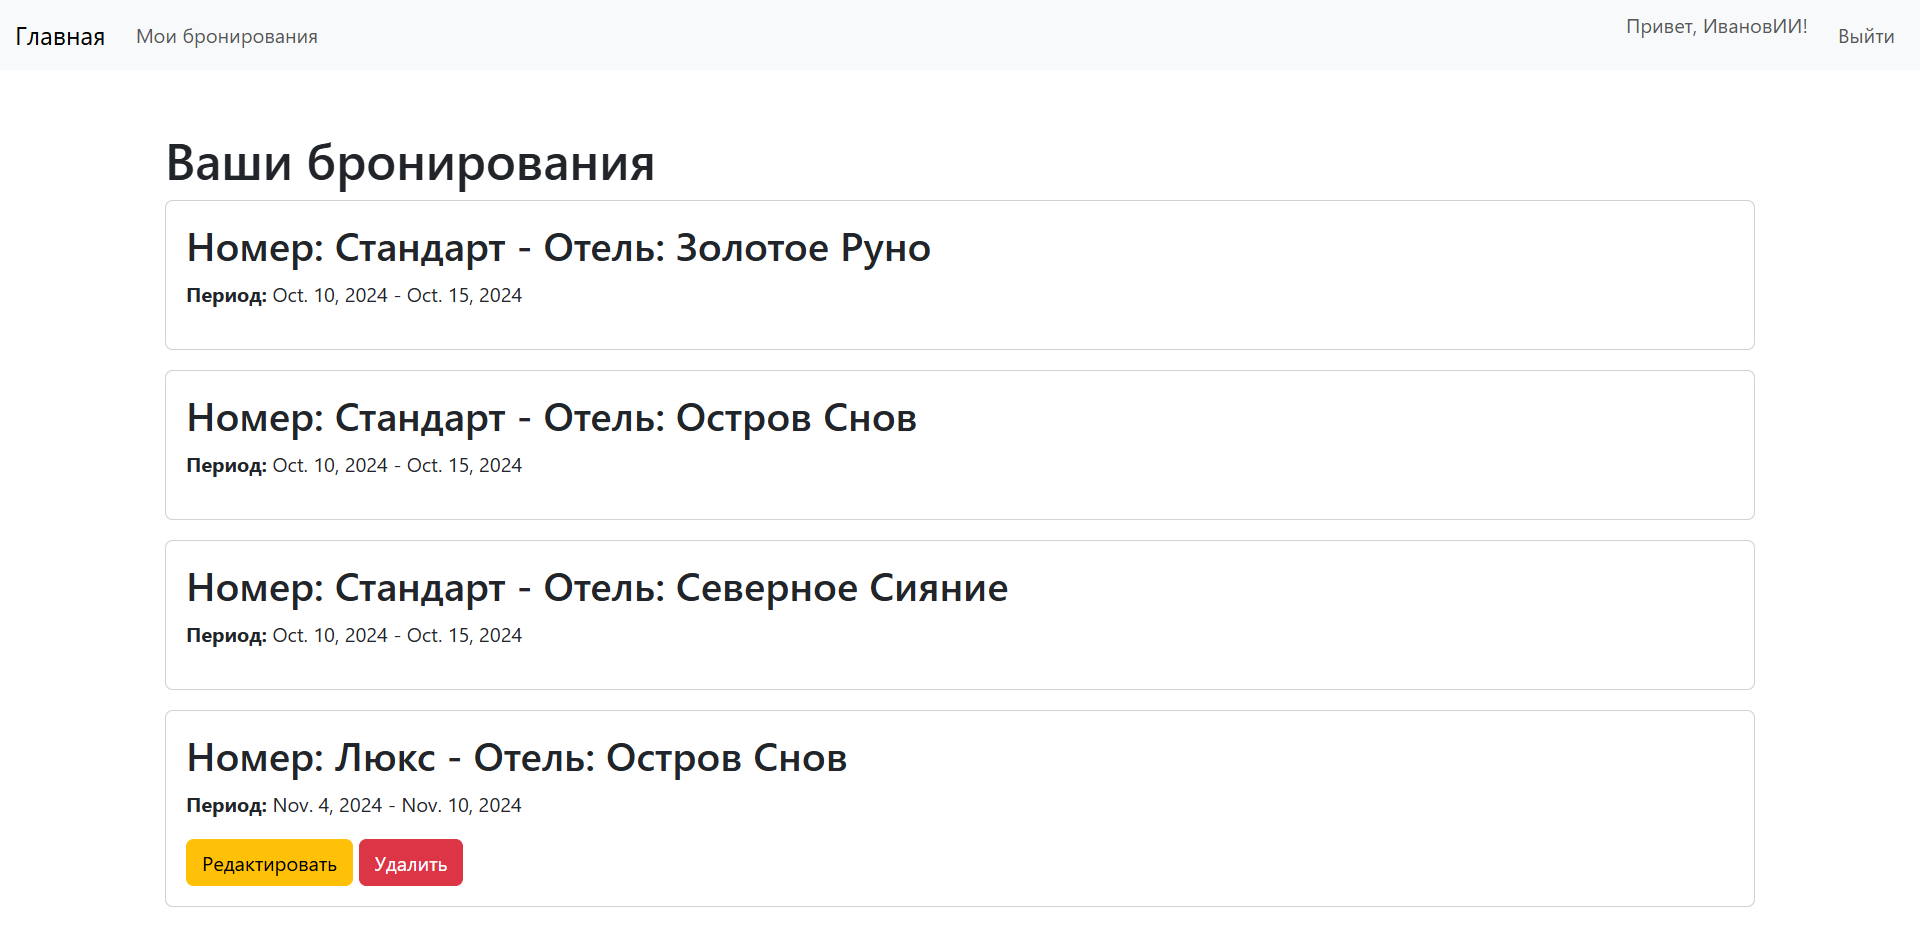 Главная Мои бронирования Привет, ИвановИИ! Выйти
Ваши бронирования
Номер: Стандарт - Отель: Золотое Руно
Период: Oct. 10, 2024 - Oct. 15, 2024
Номер: Стандарт - Отель: Остров Снов
Период: Oct. 10, 2024 - Oct. 15, 2024
Номер: Стандарт - Отель: Северное Сияние
Период: Oct. 10, 2024 - Oct. 15, 2024
Номер: Люкс - Отель: Остров Снов
Период: Nov. 4, 2024 - Nov. 10, 2024
Редактировать Удалить